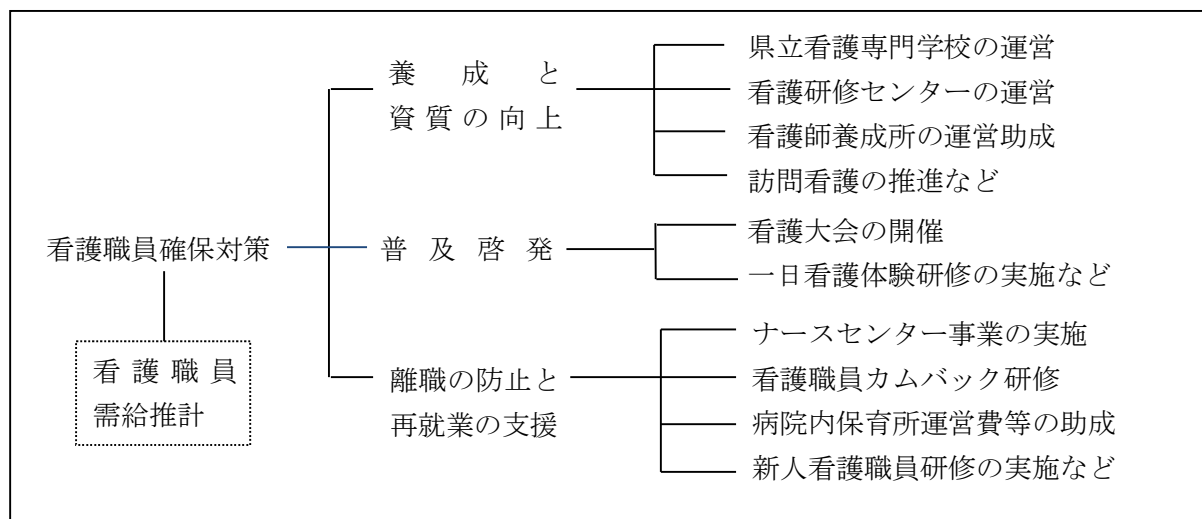 養成と
資質の向上
県立看護専門学校の運営
看護研修センターの運営
看護師養成所の運営助成
訪問看護の推進など
看護職員確保対策
普及啓発
看護大会の開催
一日看護体験研修の実施など
看護職員
需給推計
離職の防止と
再就業の支援
ナースセンター事業の実施
看護職員カムバック研修
病院内保育所運営費等の助成
新人看護職員研修の実施など